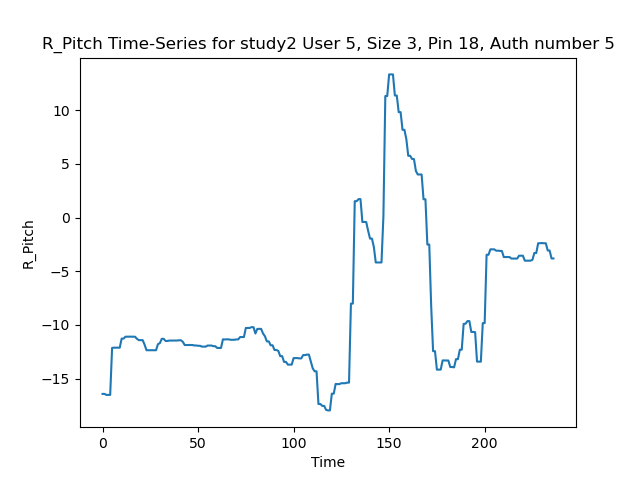 R_Pitch Time-Series for study2 User 5, Size 3, Pin 18, Auth number 5
10
5
0
−5
−10
−15
R_Pitch
0 50 100 150 200
Time